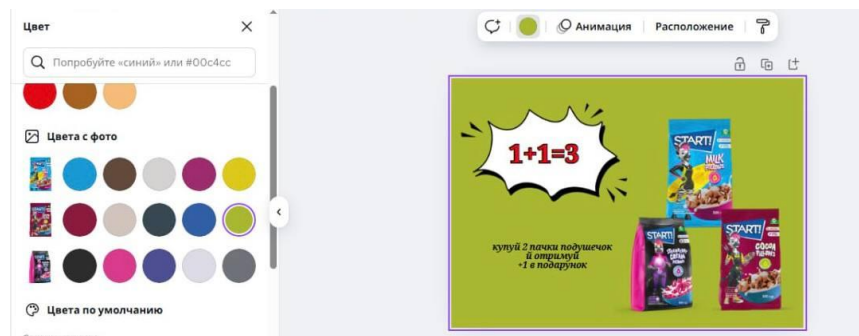 Цвет
Попробуйте «синий» или #00c4cc
Цвета с фото
Цвета по умолчанию
Анимация
Расположение
1+1=3
купуй 2 пачки подушечок
й отримуй
+1 в подарунок
START!
MILK
START!
START!
COCOA